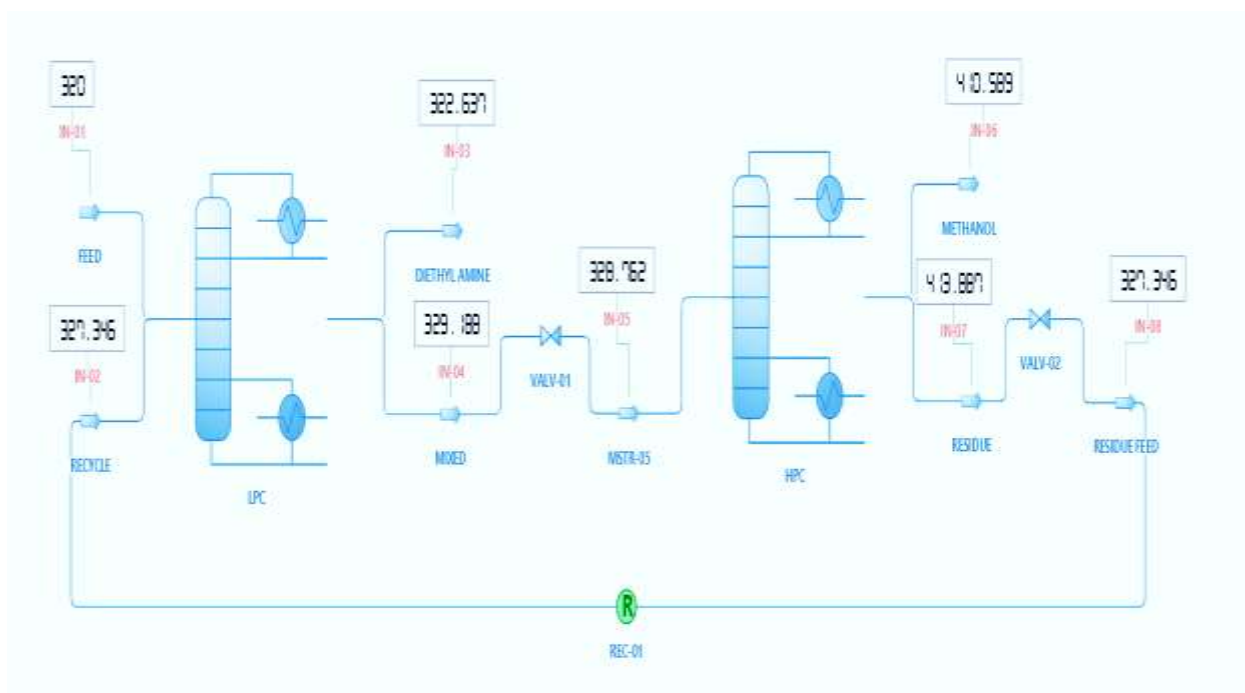 320
IN-01
FEED
327.346
IN-02
RECYCLE
LPC
322.637
IN-03
DIETHYL AMINE
329.188
IN-04
MIXED
VALV-01
328.762
IN-05
MSTR-05
HPC
410.589
IN-06
METHANOL
413.887
IN-07
RESIDUE
VALV-02
327.346
IN-08
RESIDUE FEED
R
REC-01